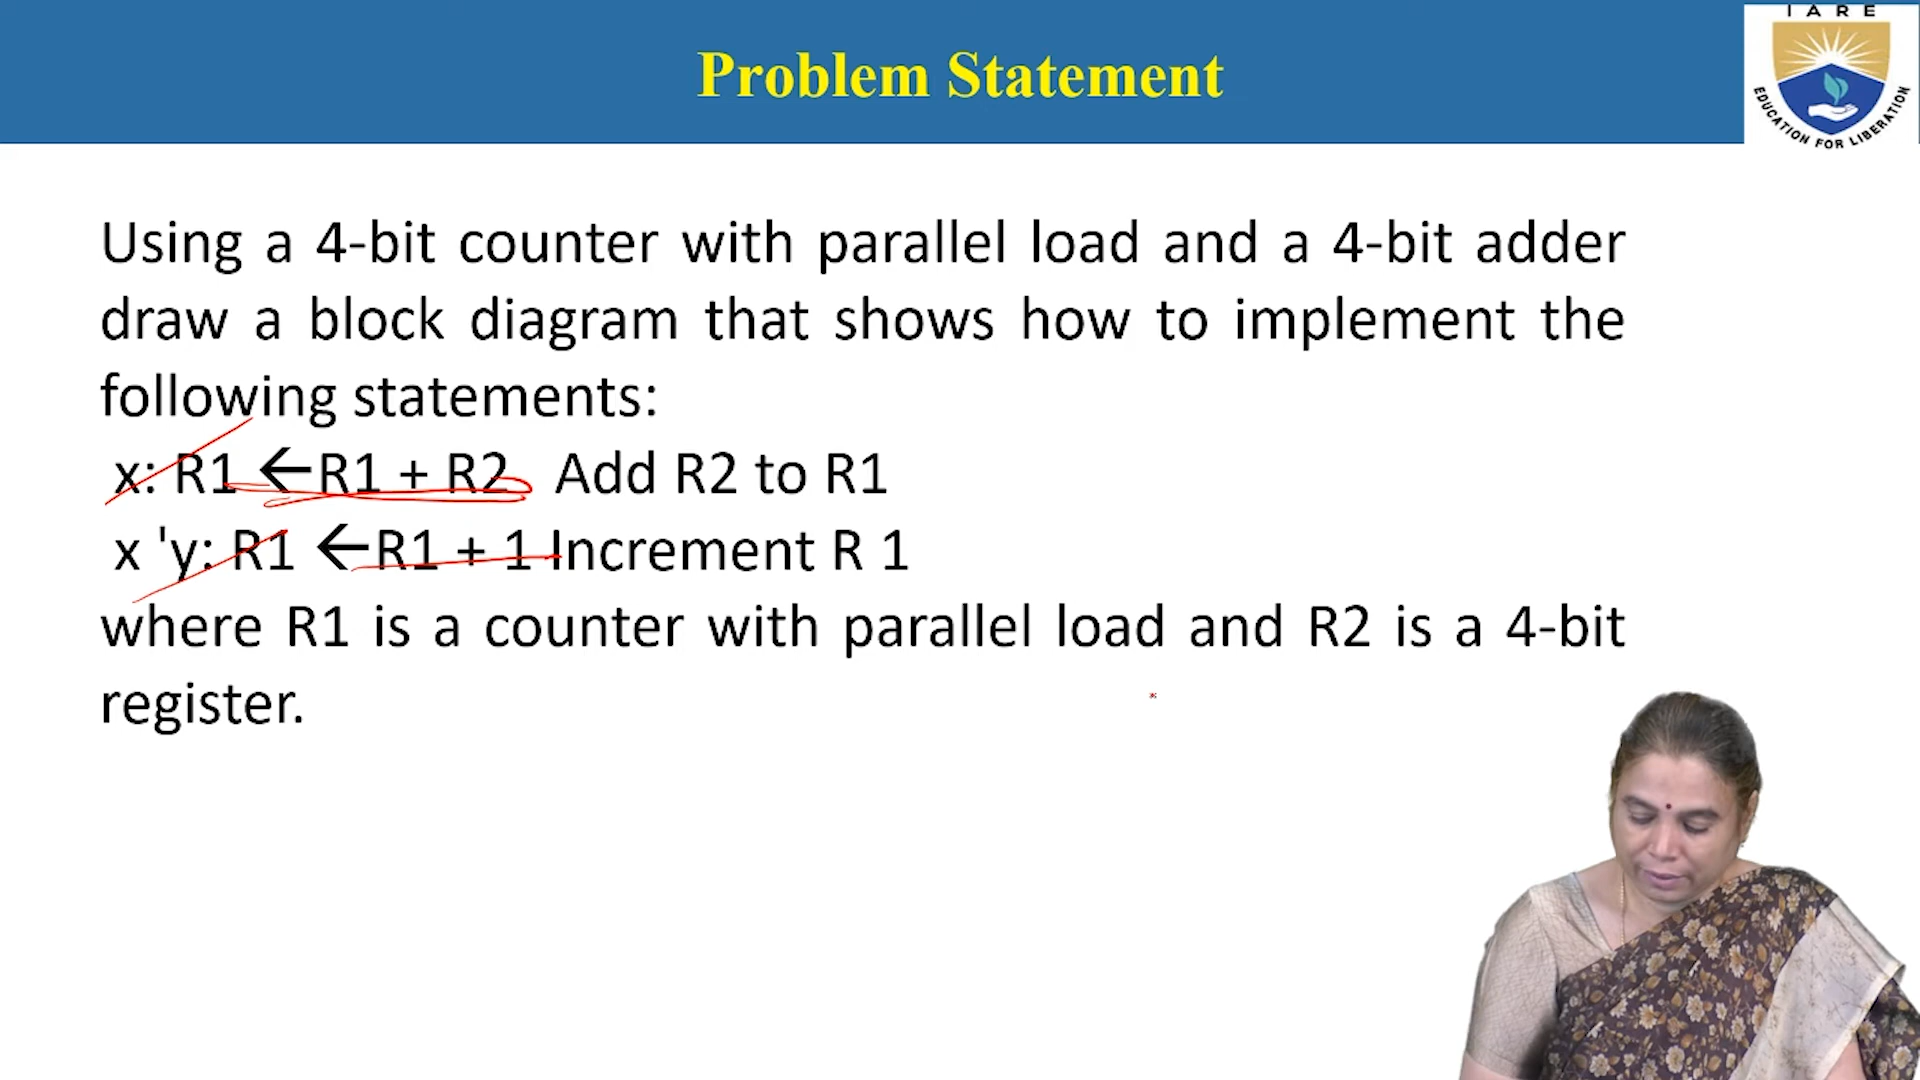 IARE
Problem Statement
EDUCATION FOR LIBERATION
Using a 4-bit counter with parallel load and a 4-bit adder
draw a block diagram that shows how to implement the
following statements:
x: R1 ←R1 + R2 Add R2 to R1
x 'y: R1 ←R1 + 1 Increment R 1
where R1 is a counter with parallel load and R2 is a 4-bit
register.